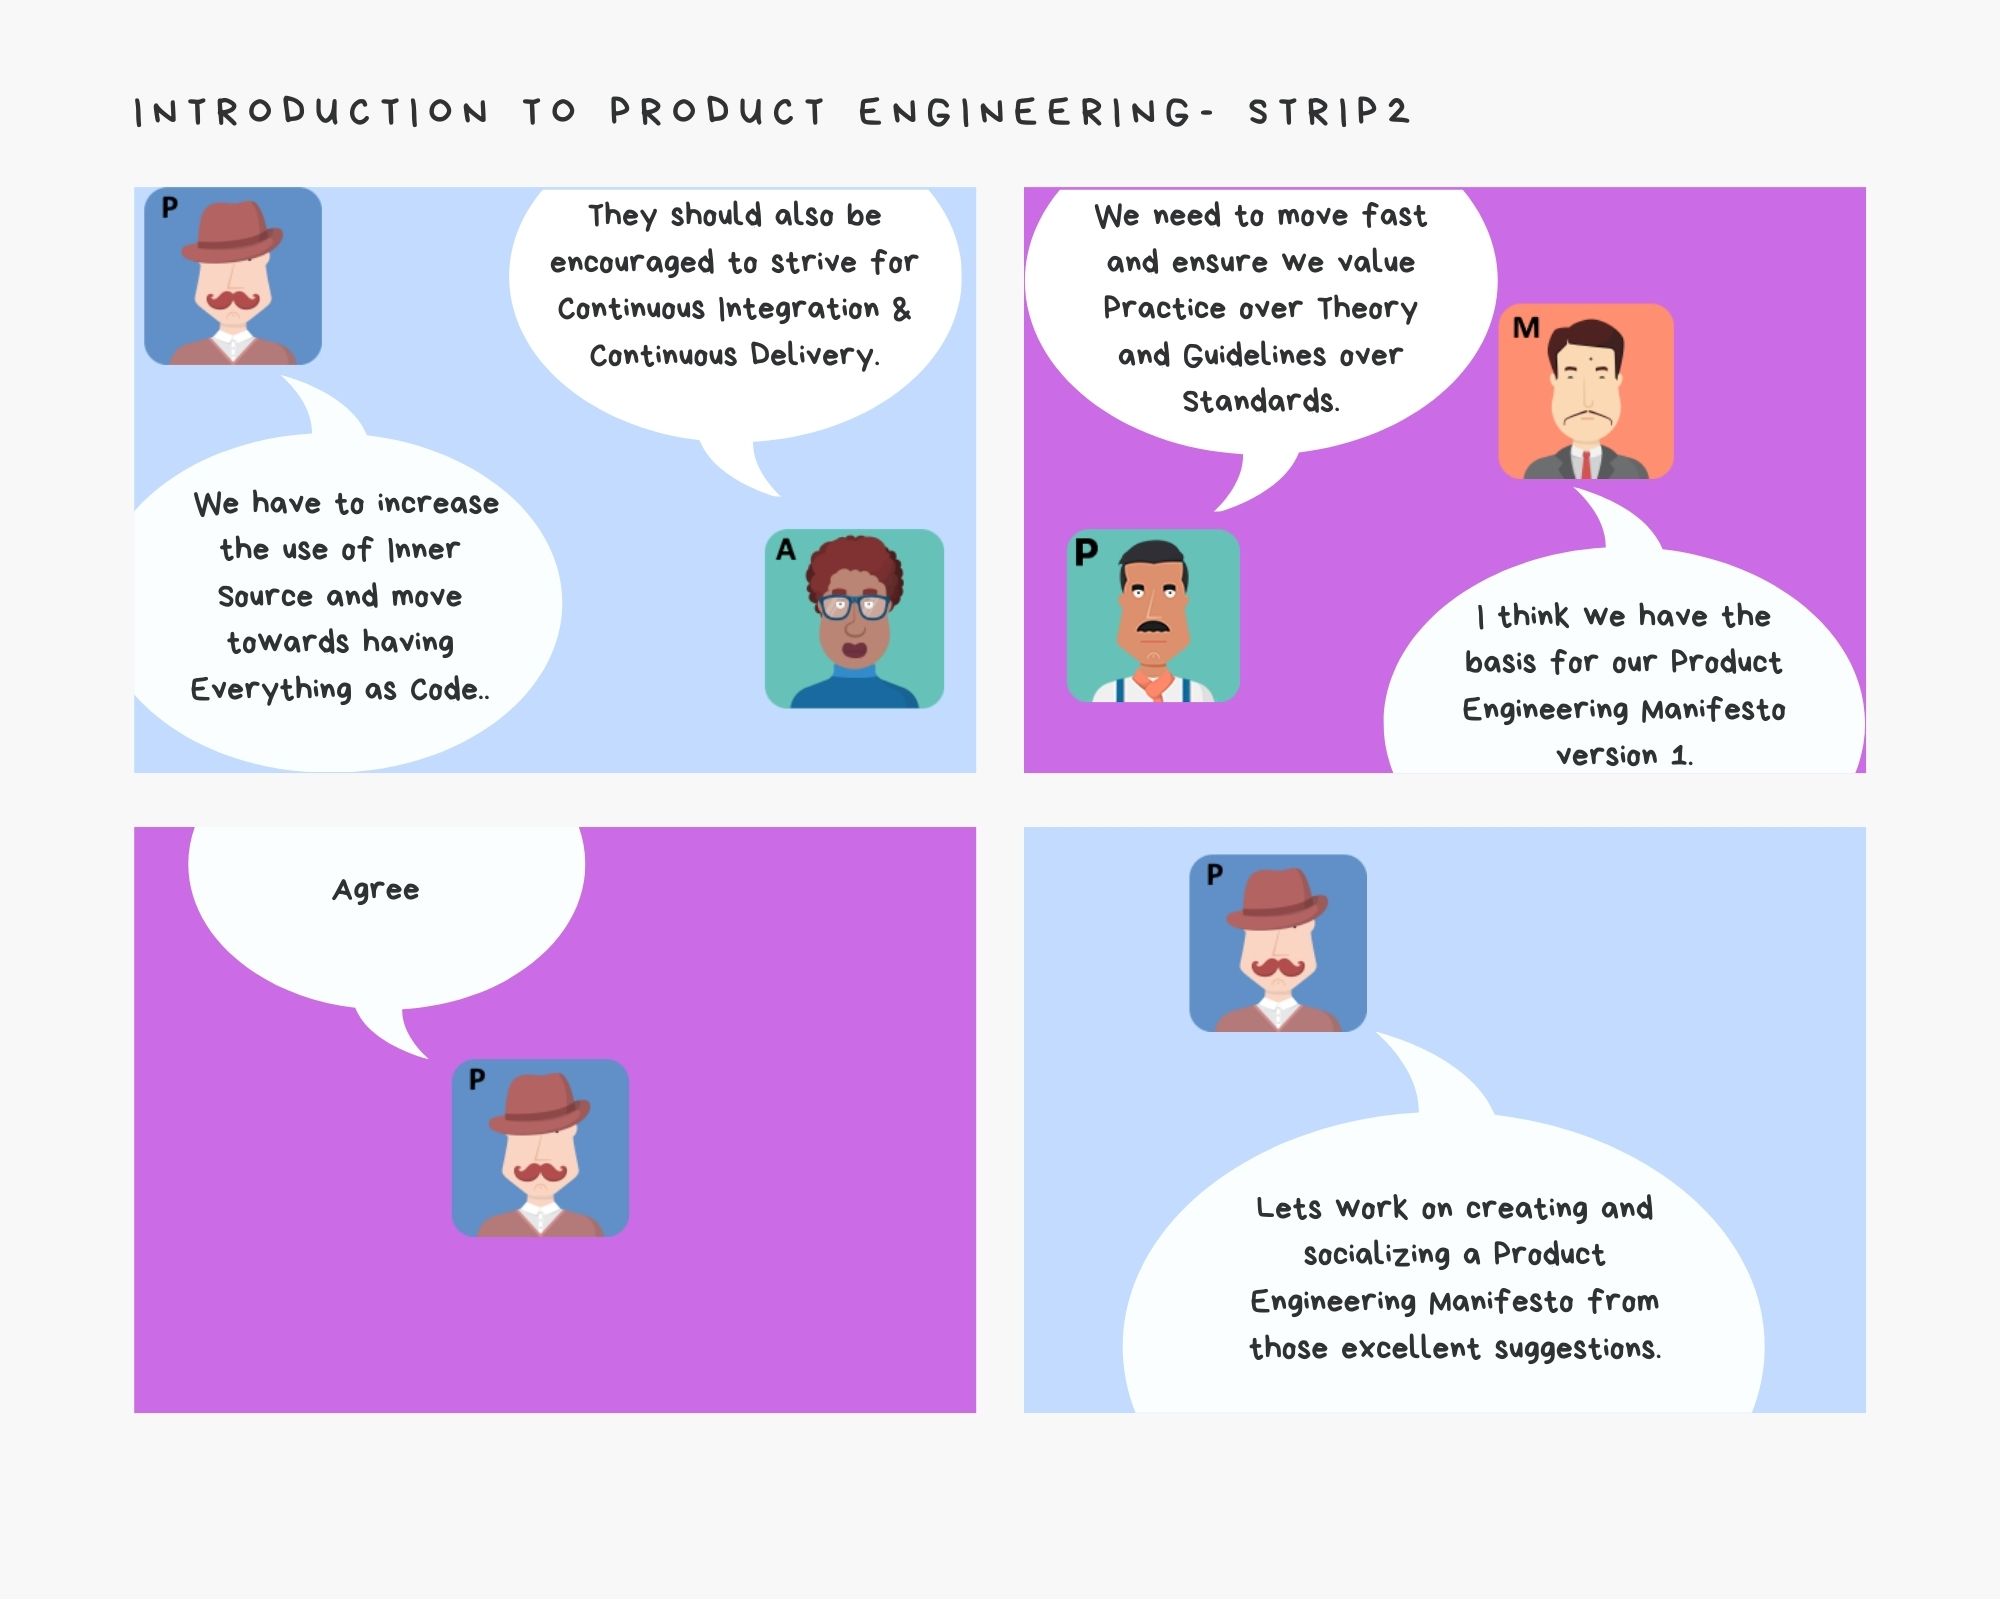 INTRODUCTION TO PRODUCT ENGINEERING- STRIP2
P
We have to increase
the use of Inner
Source and move
towards having
Everything as Code..
They should also be
encouraged to strive for
Continuous Integration &
Continuous Delivery.
A
We need to move fast
and ensure we value
Practice over Theory
and Guidelines over
Standards.
P
M
I think we have the
basis for our Product
Engineering Manifesto
version 1.
Agree
P
P
Lets work on creating and
socializing a Product
Engineering Manifesto from
those excellent suggestions.